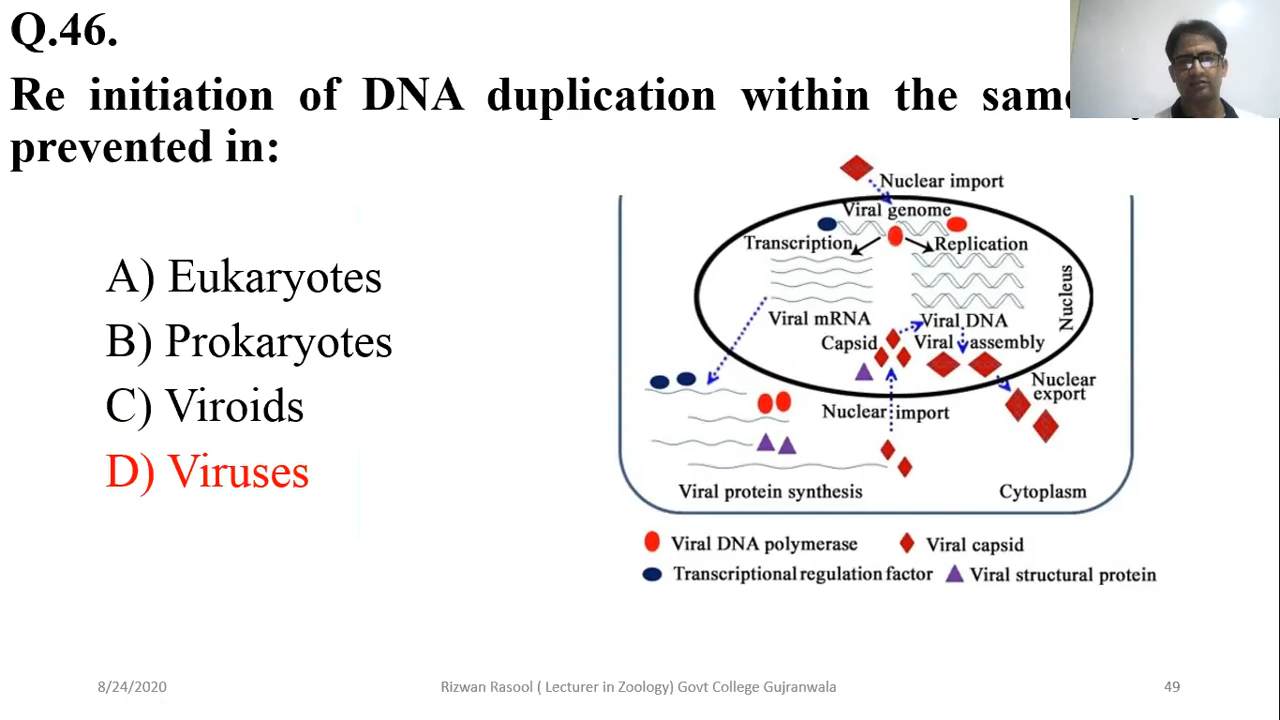 Q.46.
Re initiation of DNA duplication within the same
prevented in:
A) Eukaryotes
B) Prokaryotes
C) Viroids
D) Viruses
Nuclear import
Viral genome
Transcription
Replication
Nucleus
Viral mRNA
Viral DNA
Capsid
Viral assembly
Nuclear export
Nuclear import
Viral protein synthesis
Cytoplasm
Viral DNA polymerase
Viral capsid
Transcriptional regulation factor
Viral structural protein
8/24/2020
Rizwan Rasool ( Lecturer in Zoology) Govt College Gujranwala
49